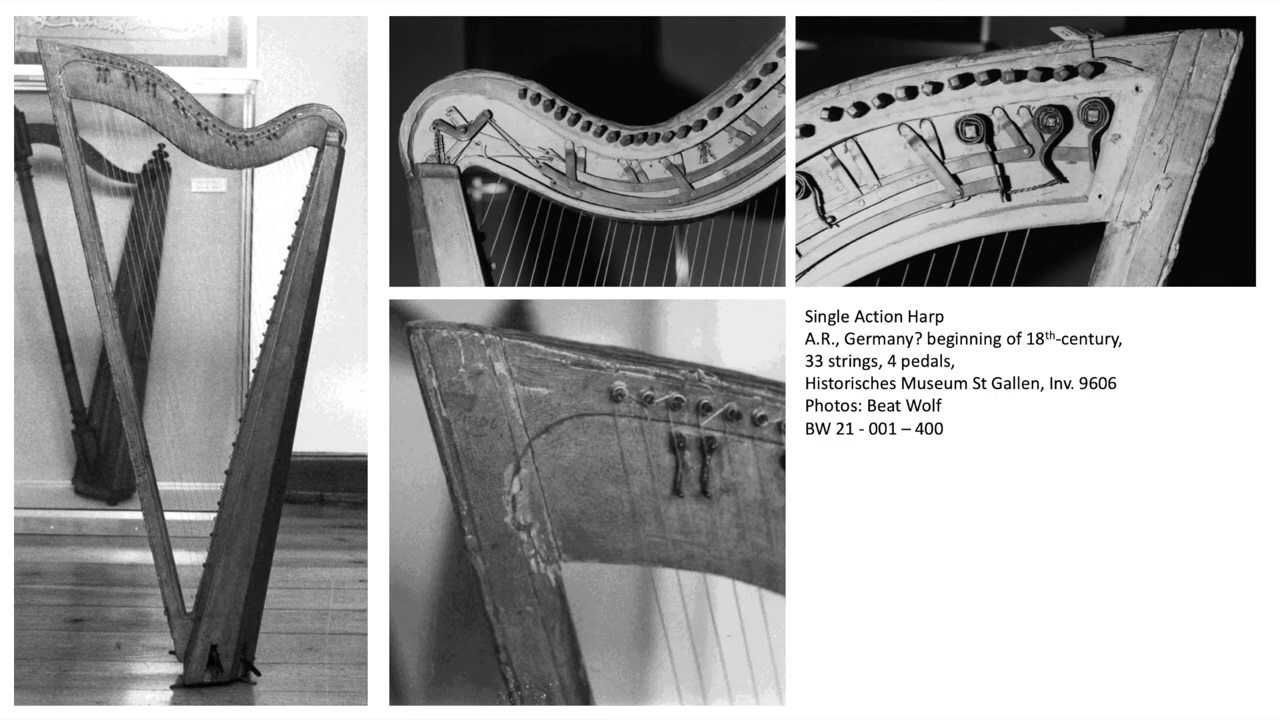 Single Action Harp
A.R., Germany? beginning of 18th-century,
33 strings, 4 pedals,
Historisches Museum St Gallen, Inv. 9606
Photos: Beat Wolf
BW 21 - 001 – 400